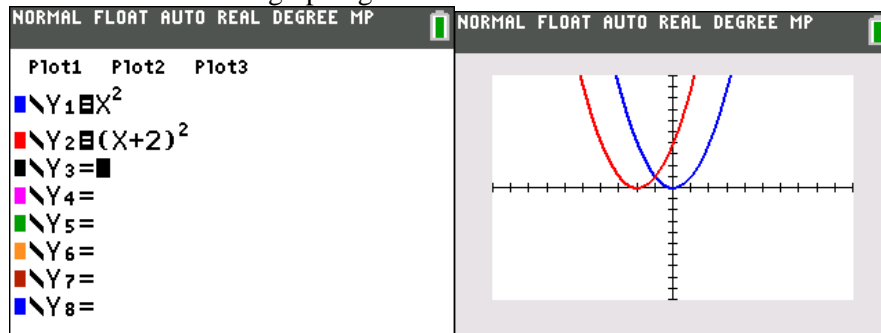 NORMAL FLOAT AUTO REAL DEGREE MP
Plot1 Plot2 Plot3
\Y₁=X²
\Y₂=(X+2)²
\Y₃=
\Y₄=
\Y₅=
\Y₆=
\Y₇=
\Y₈=
NORMAL FLOAT AUTO REAL DEGREE MP